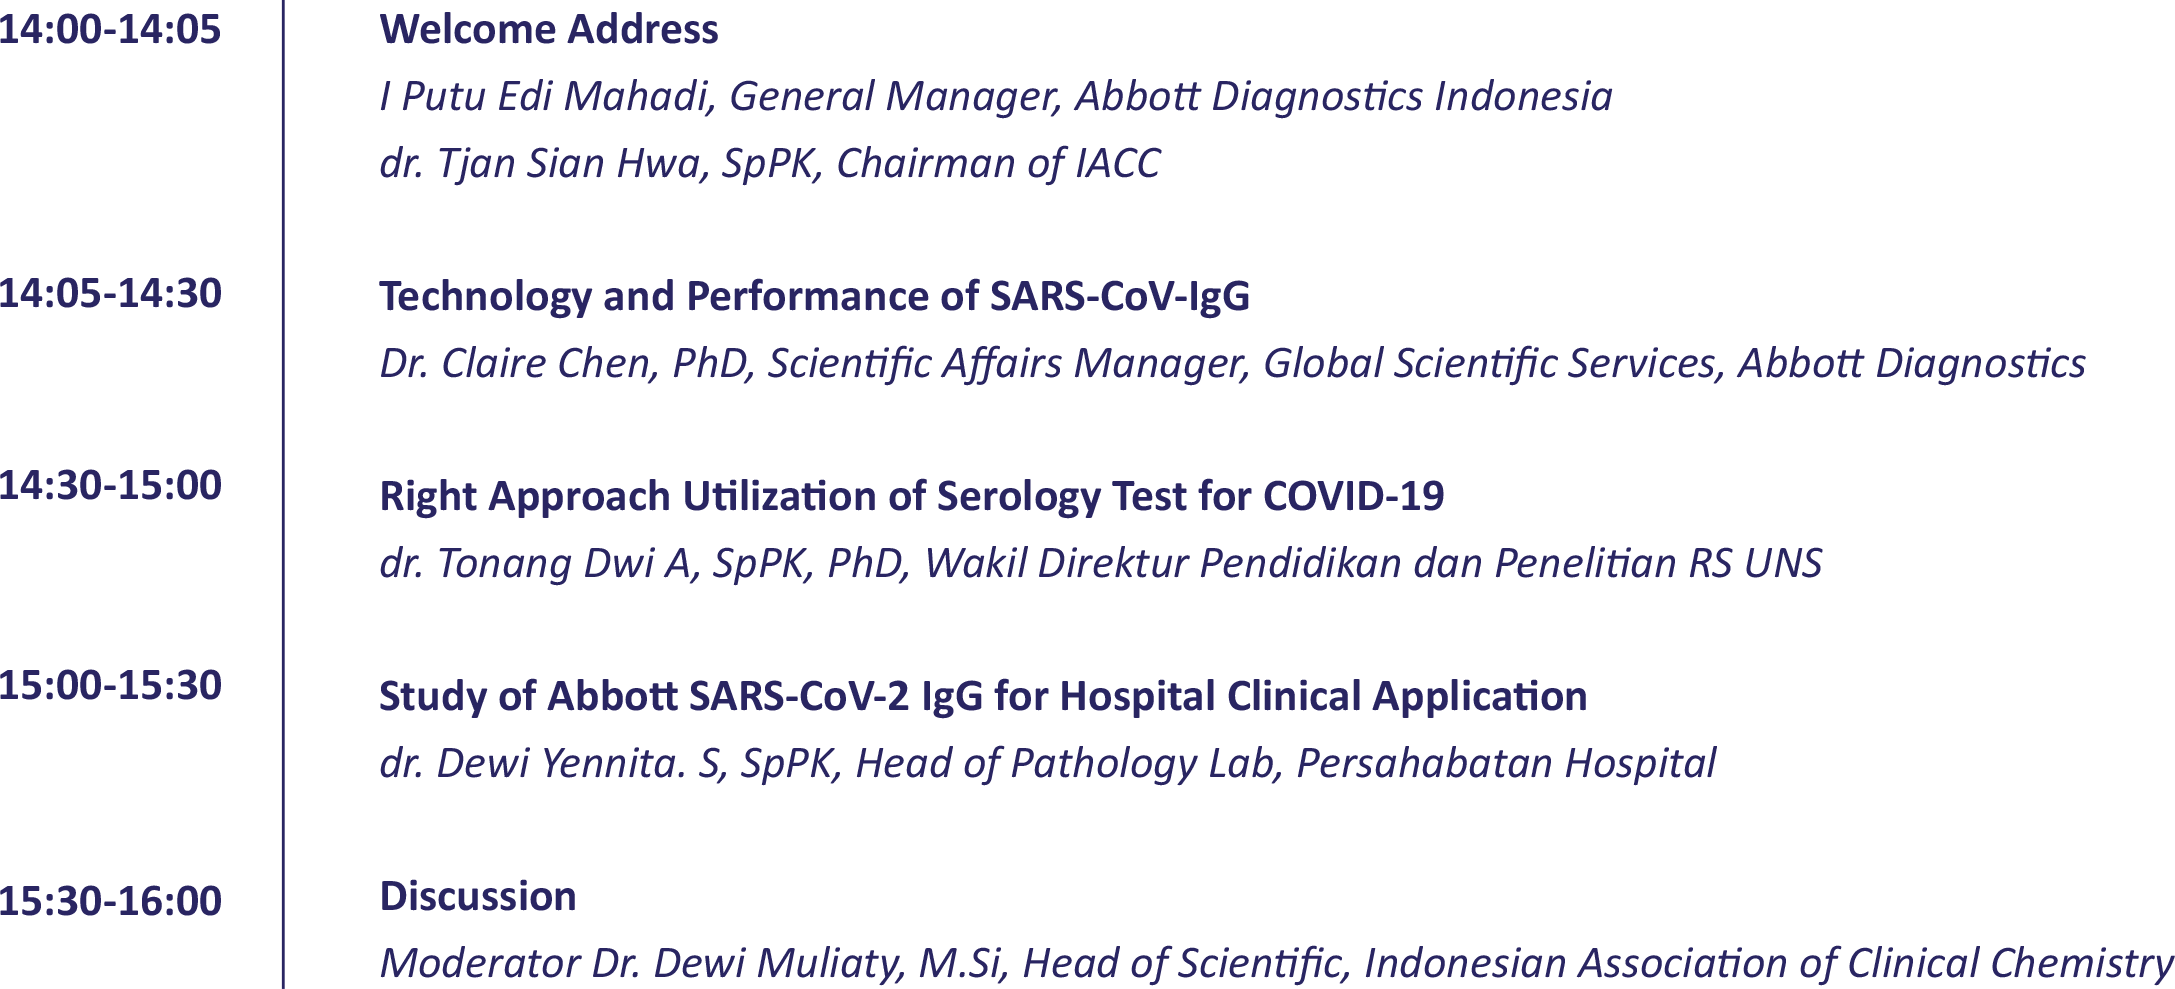 14:00-14:05 Welcome Address
I Putu Edi Mahadi, General Manager, Abbott Diagnostics Indonesia
dr. Tjan Sian Hwa, SpPK, Chairman of IACC
14:05-14:30 Technology and Performance of SARS-CoV-IgG
Dr. Claire Chen, PhD, Scientific Affairs Manager, Global Scientific Services, Abbott Diagnostics
14:30-15:00 Right Approach Utilization of Serology Test for COVID-19
dr. Tonang Dwi A, SpPK, PhD, Wakil Direktur Pendidikan dan Penelitian RS UNS
15:00-15:30 Study of Abbott SARS-CoV-2 IgG for Hospital Clinical Application
dr. Dewi Yennita. S, SpPK, Head of Pathology Lab, Persahabatan Hospital
15:30-16:00 Discussion
Moderator Dr. Dewi Muliaty, M.Si, Head of Scientific, Indonesian Association of Clinical Chemistry